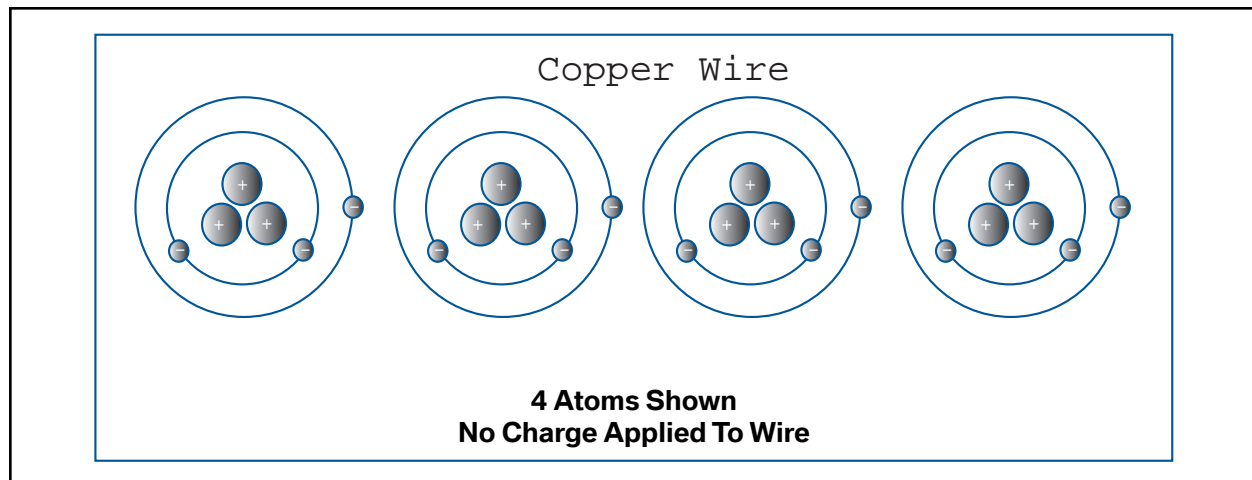 Copper Wire
+ + + +
+ + + + + + + +
− − − −
− − − − − − − −
4 Atoms Shown
No Charge Applied To Wire